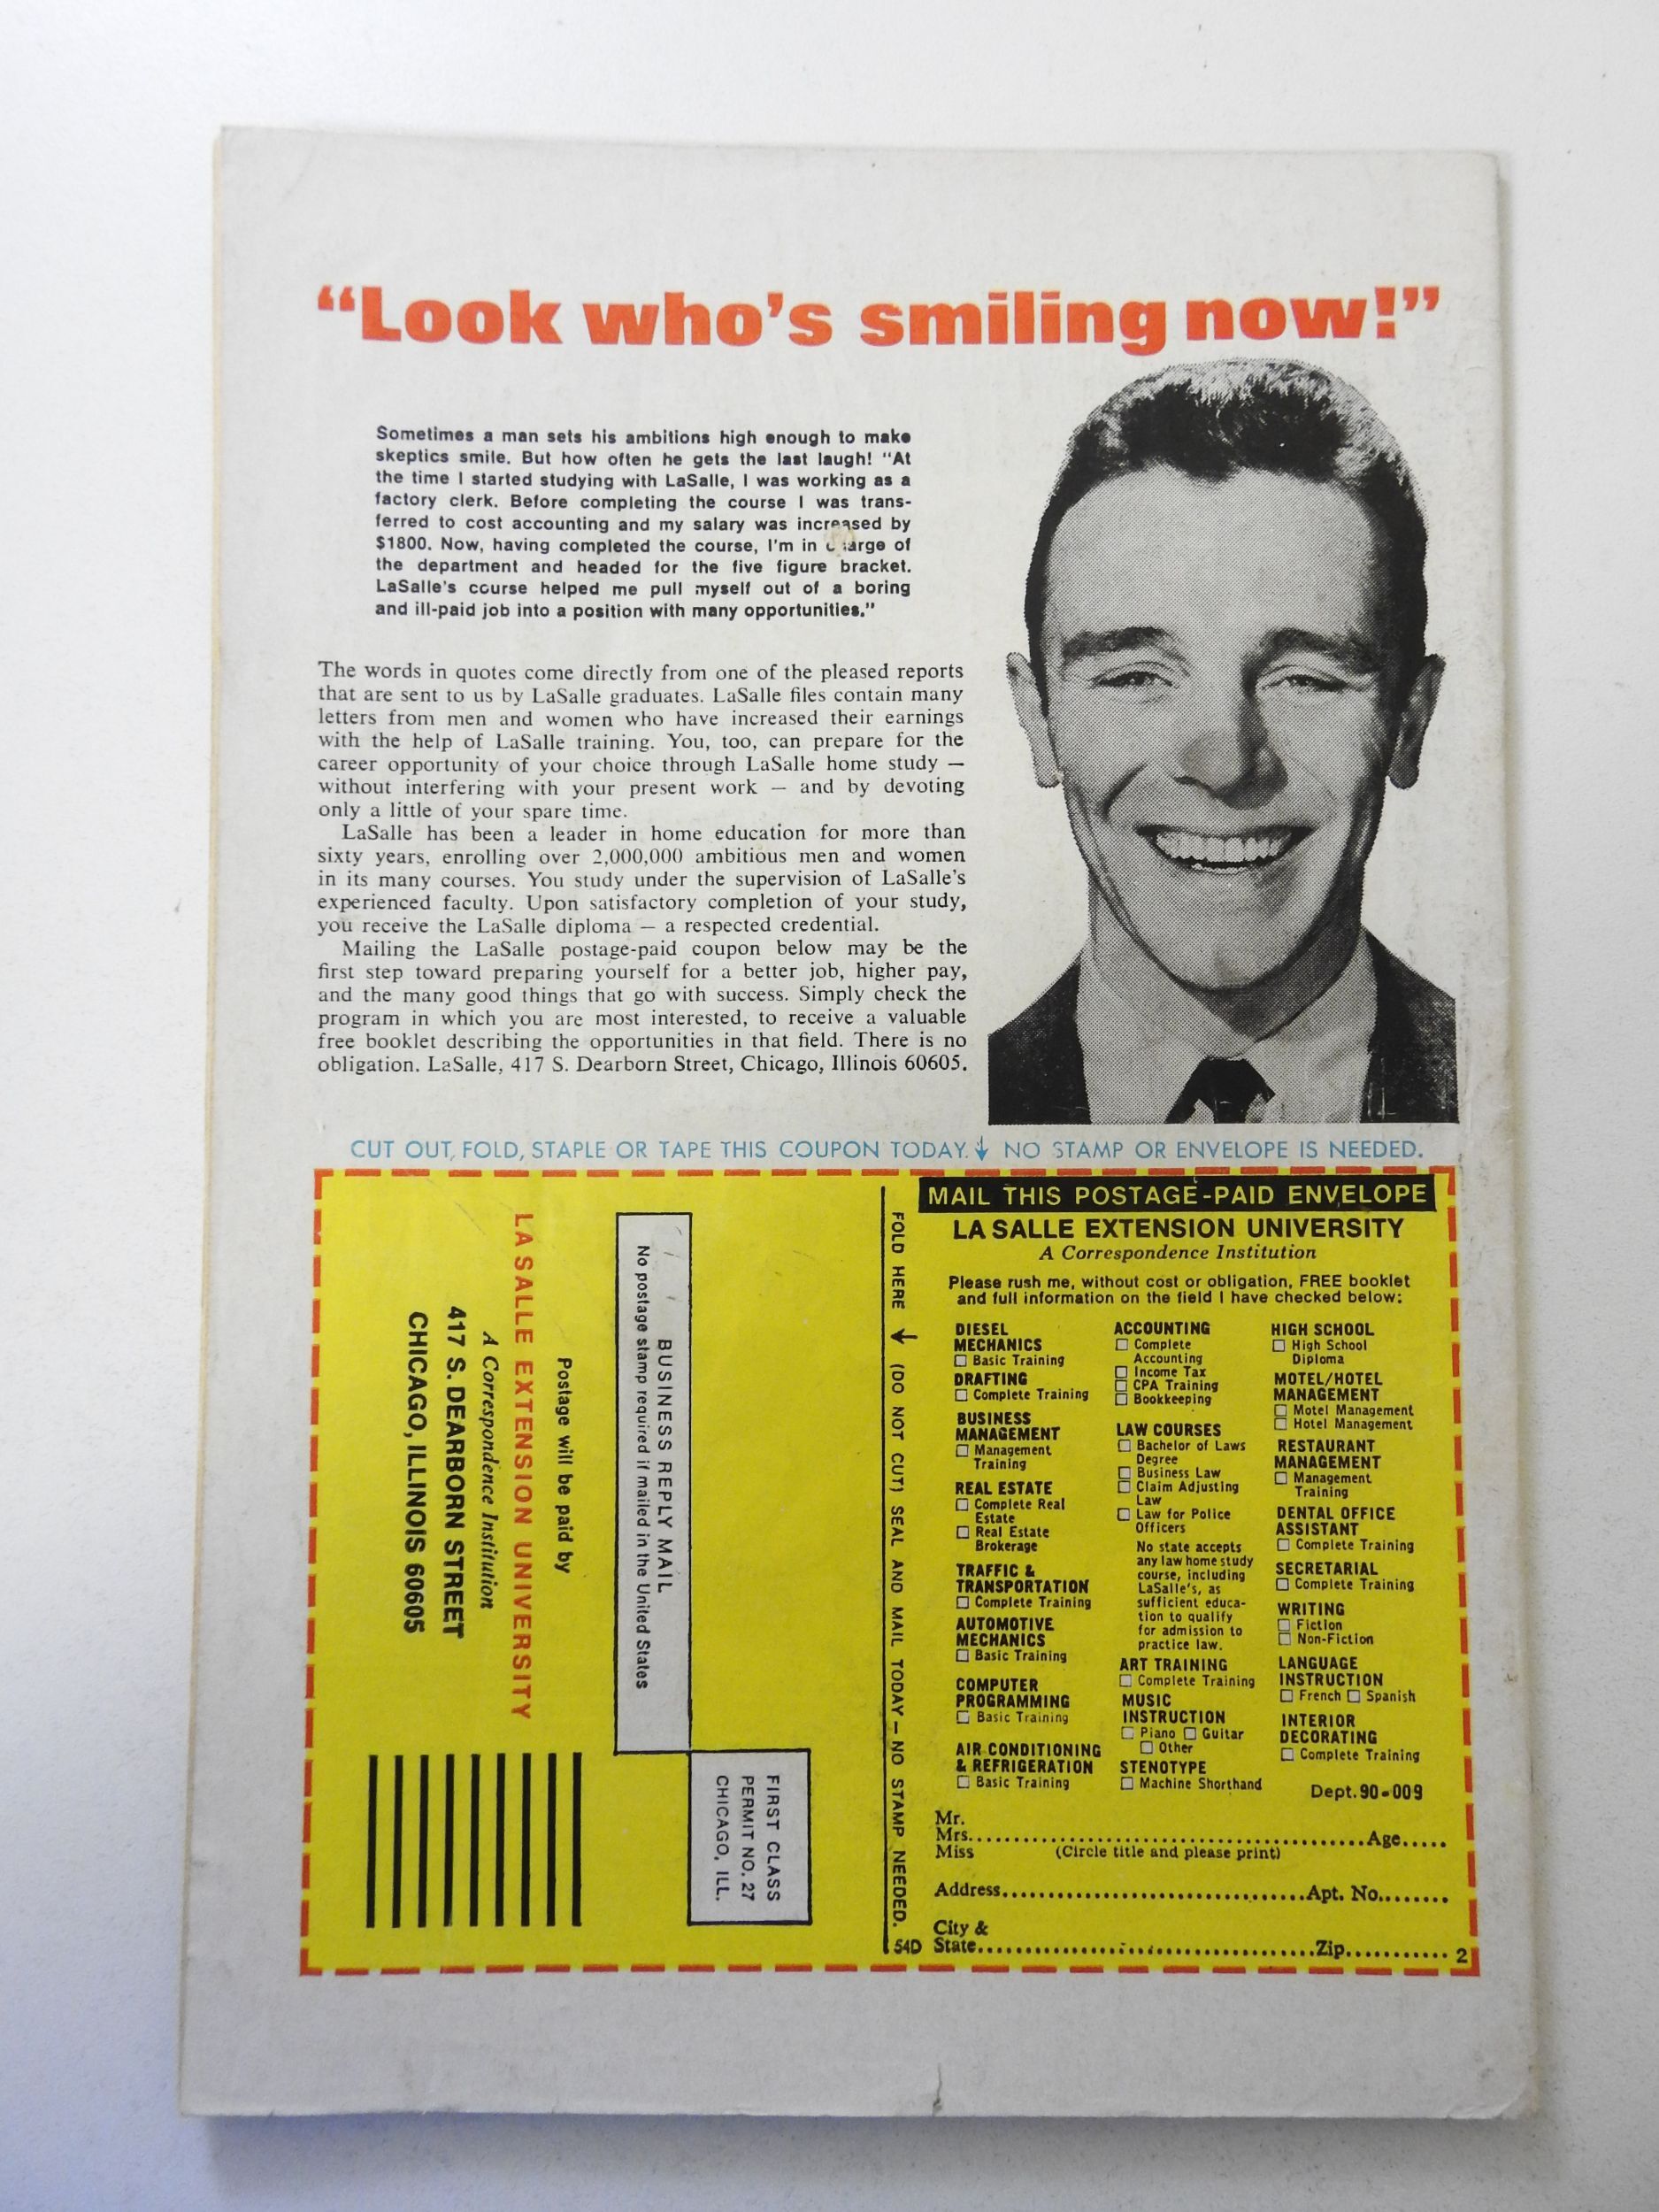 “Look who’s smiling now!”
Sometimes a man sets his ambitions high enough to make
skeptics smile. But how often he gets the last laugh! “At
the time I started studying with LaSalle, I was working as a
factory clerk. Before completing the course I was trans-
ferred to cost accounting and my salary was increased by
$1800. Now, having completed the course, I’m in charge of
the department and headed for the five figure bracket.
LaSalle’s course helped me pull myself out of a boring
and ill-paid job into a position with many opportunities.”
The words in quotes come directly from one of the pleased reports
that are sent to us by LaSalle graduates. LaSalle files contain many
letters from men and women who have increased their earnings
with the help of LaSalle training. You, too, can prepare for the
career opportunity of your choice through LaSalle home study —
without interfering with your present work — and by devoting
only a little of your spare time.
LaSalle has been a leader in home education for more than
sixty years, enrolling over 2,000,000 ambitious men and women
in its many courses. You study under the supervision of LaSalle’s
experienced faculty. Upon satisfactory completion of your study,
you receive the LaSalle diploma — a respected credential.
Mailing the LaSalle postage-paid coupon below may be the
first step toward preparing yourself for a better job, higher pay,
and the many good things that go with success. Simply check the
program in which you are most interested, to receive a valuable
free booklet describing the opportunities in that field. There is no
obligation. LaSalle, 417 S. Dearborn Street, Chicago, Illinois 60605.
CUT OUT, FOLD, STAPLE OR TAPE THIS COUPON TODAY. ↓ NO STAMP OR ENVELOPE IS NEEDED.
FIRST CLASS
PERMIT NO. 27
CHICAGO, ILL.
BUSINESS REPLY MAIL
No postage stamp required if mailed in the United States
Postage will be paid by
LA SALLE EXTENSION UNIVERSITY
A Correspondence Institution
417 S. DEARBORN STREET
CHICAGO, ILLINOIS 60605
FOLD HERE ↓ (DO NOT CUT) SEAL AND MAIL TODAY — NO STAMP NEEDED.
MAIL THIS POSTAGE-PAID ENVELOPE
LA SALLE EXTENSION UNIVERSITY
A Correspondence Institution
Please rush me, without cost or obligation, FREE booklet
and full information on the field I have checked below:
DIESEL
MECHANICS
☐ Basic Training
DRAFTING
☐ Complete Training
BUSINESS
MANAGEMENT
☐ Management
Training
REAL ESTATE
☐ Complete Real
Estate
☐ Real Estate
Brokerage
TRAFFIC &
TRANSPORTATION
☐ Complete Training
AUTOMOTIVE
MECHANICS
☐ Basic Training
COMPUTER
PROGRAMMING
☐ Basic Training
AIR CONDITIONING
& REFRIGERATION
☐ Basic Training
ACCOUNTING
☐ Complete
Accounting
☐ Income Tax
☐ CPA Training
☐ Bookkeeping
LAW COURSES
☐ Bachelor of Laws
Degree
☐ Business Law
☐ Claim Adjusting
Law
☐ Law for Police
Officers
No state accepts
any law home study
course, including
LaSalle’s, as
sufficient educa-
tion to qualify
for admission to
practice law.
ART TRAINING
☐ Complete Training
MUSIC
INSTRUCTION
☐ Piano ☐ Guitar
☐ Other
STENOTYPE
☐ Machine Shorthand
HIGH SCHOOL
☐ High School
Diploma
MOTEL/HOTEL
MANAGEMENT
☐ Motel Management
☐ Hotel Management
RESTAURANT
MANAGEMENT
☐ Management
Training
DENTAL OFFICE
ASSISTANT
☐ Complete Training
SECRETARIAL
☐ Complete Training
WRITING
☐ Fiction
☐ Non-Fiction
LANGUAGE
INSTRUCTION
☐ French ☐ Spanish
INTERIOR
DECORATING
☐ Complete Training
Dept. 90-009
Mr.
Mrs. Age
Miss (Circle title and please print)
Address Apt. No.
City &
54D State Zip 2